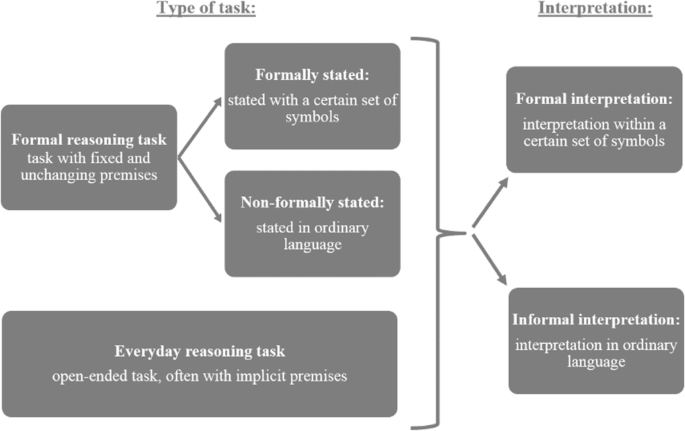 Type of task:
Interpretation:
Formally stated:
stated with a certain set of
symbols
Formal reasoning task
task with fixed and
unchanging premises
Non-formally stated:
stated in ordinary
language
Everyday reasoning task
open-ended task, often with implicit premises
Formal interpretation:
interpretation within a
certain set of symbols
Informal interpretation:
interpretation in ordinary
language